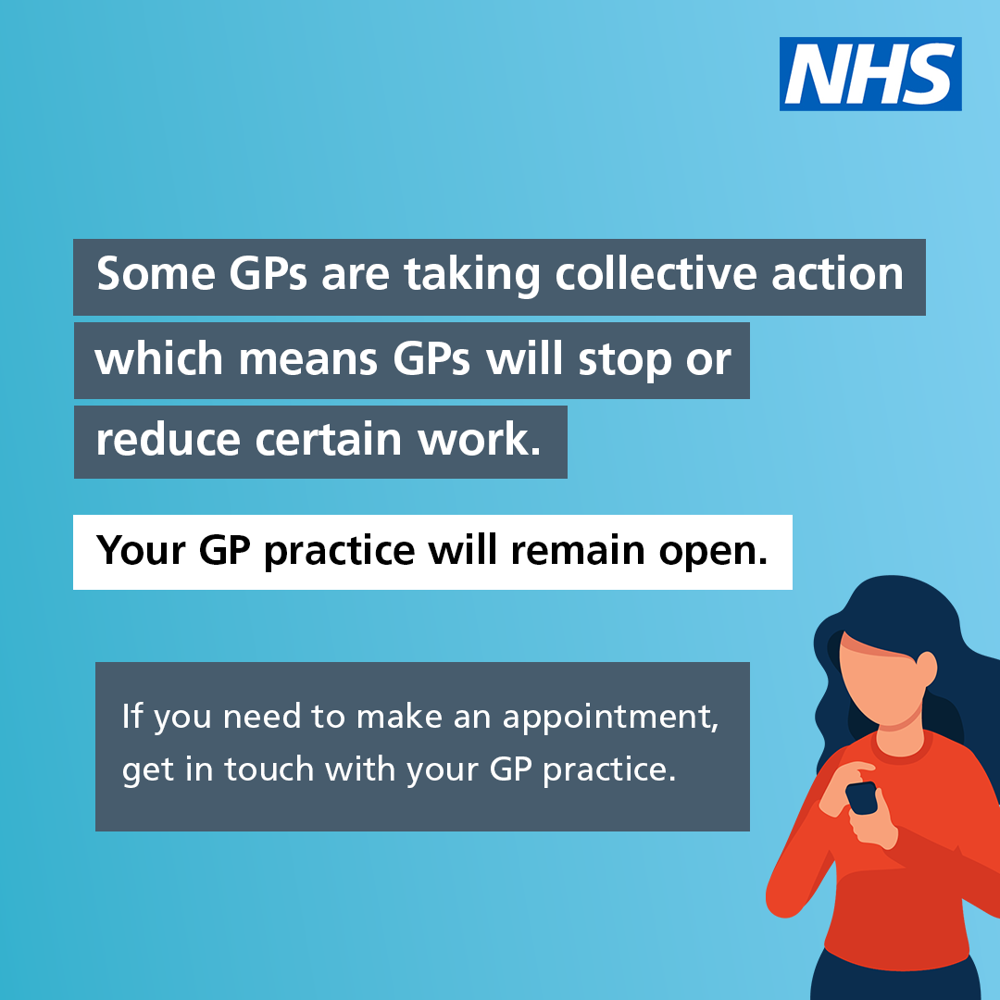 NHS
Some GPs are taking collective action
which means GPs will stop or
reduce certain work.
Your GP practice will remain open.
If you need to make an appointment,
get in touch with your GP practice.